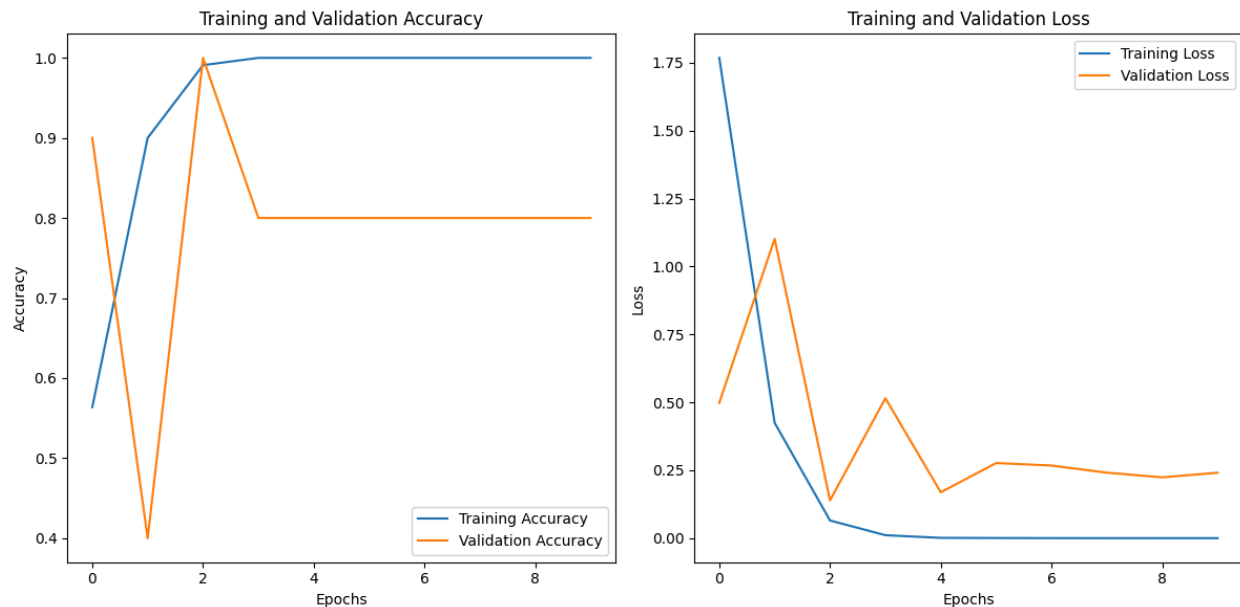 Training and Validation Accuracy
1.0
0.9
0.8
0.7
0.6
0.5
0.4
Accuracy
Training Accuracy
Validation Accuracy
0 2 4 6 8
Epochs
Training and Validation Loss
1.75
1.50
1.25
1.00
0.75
0.50
0.25
0.00
Loss
Training Loss
Validation Loss
0 2 4 6 8
Epochs